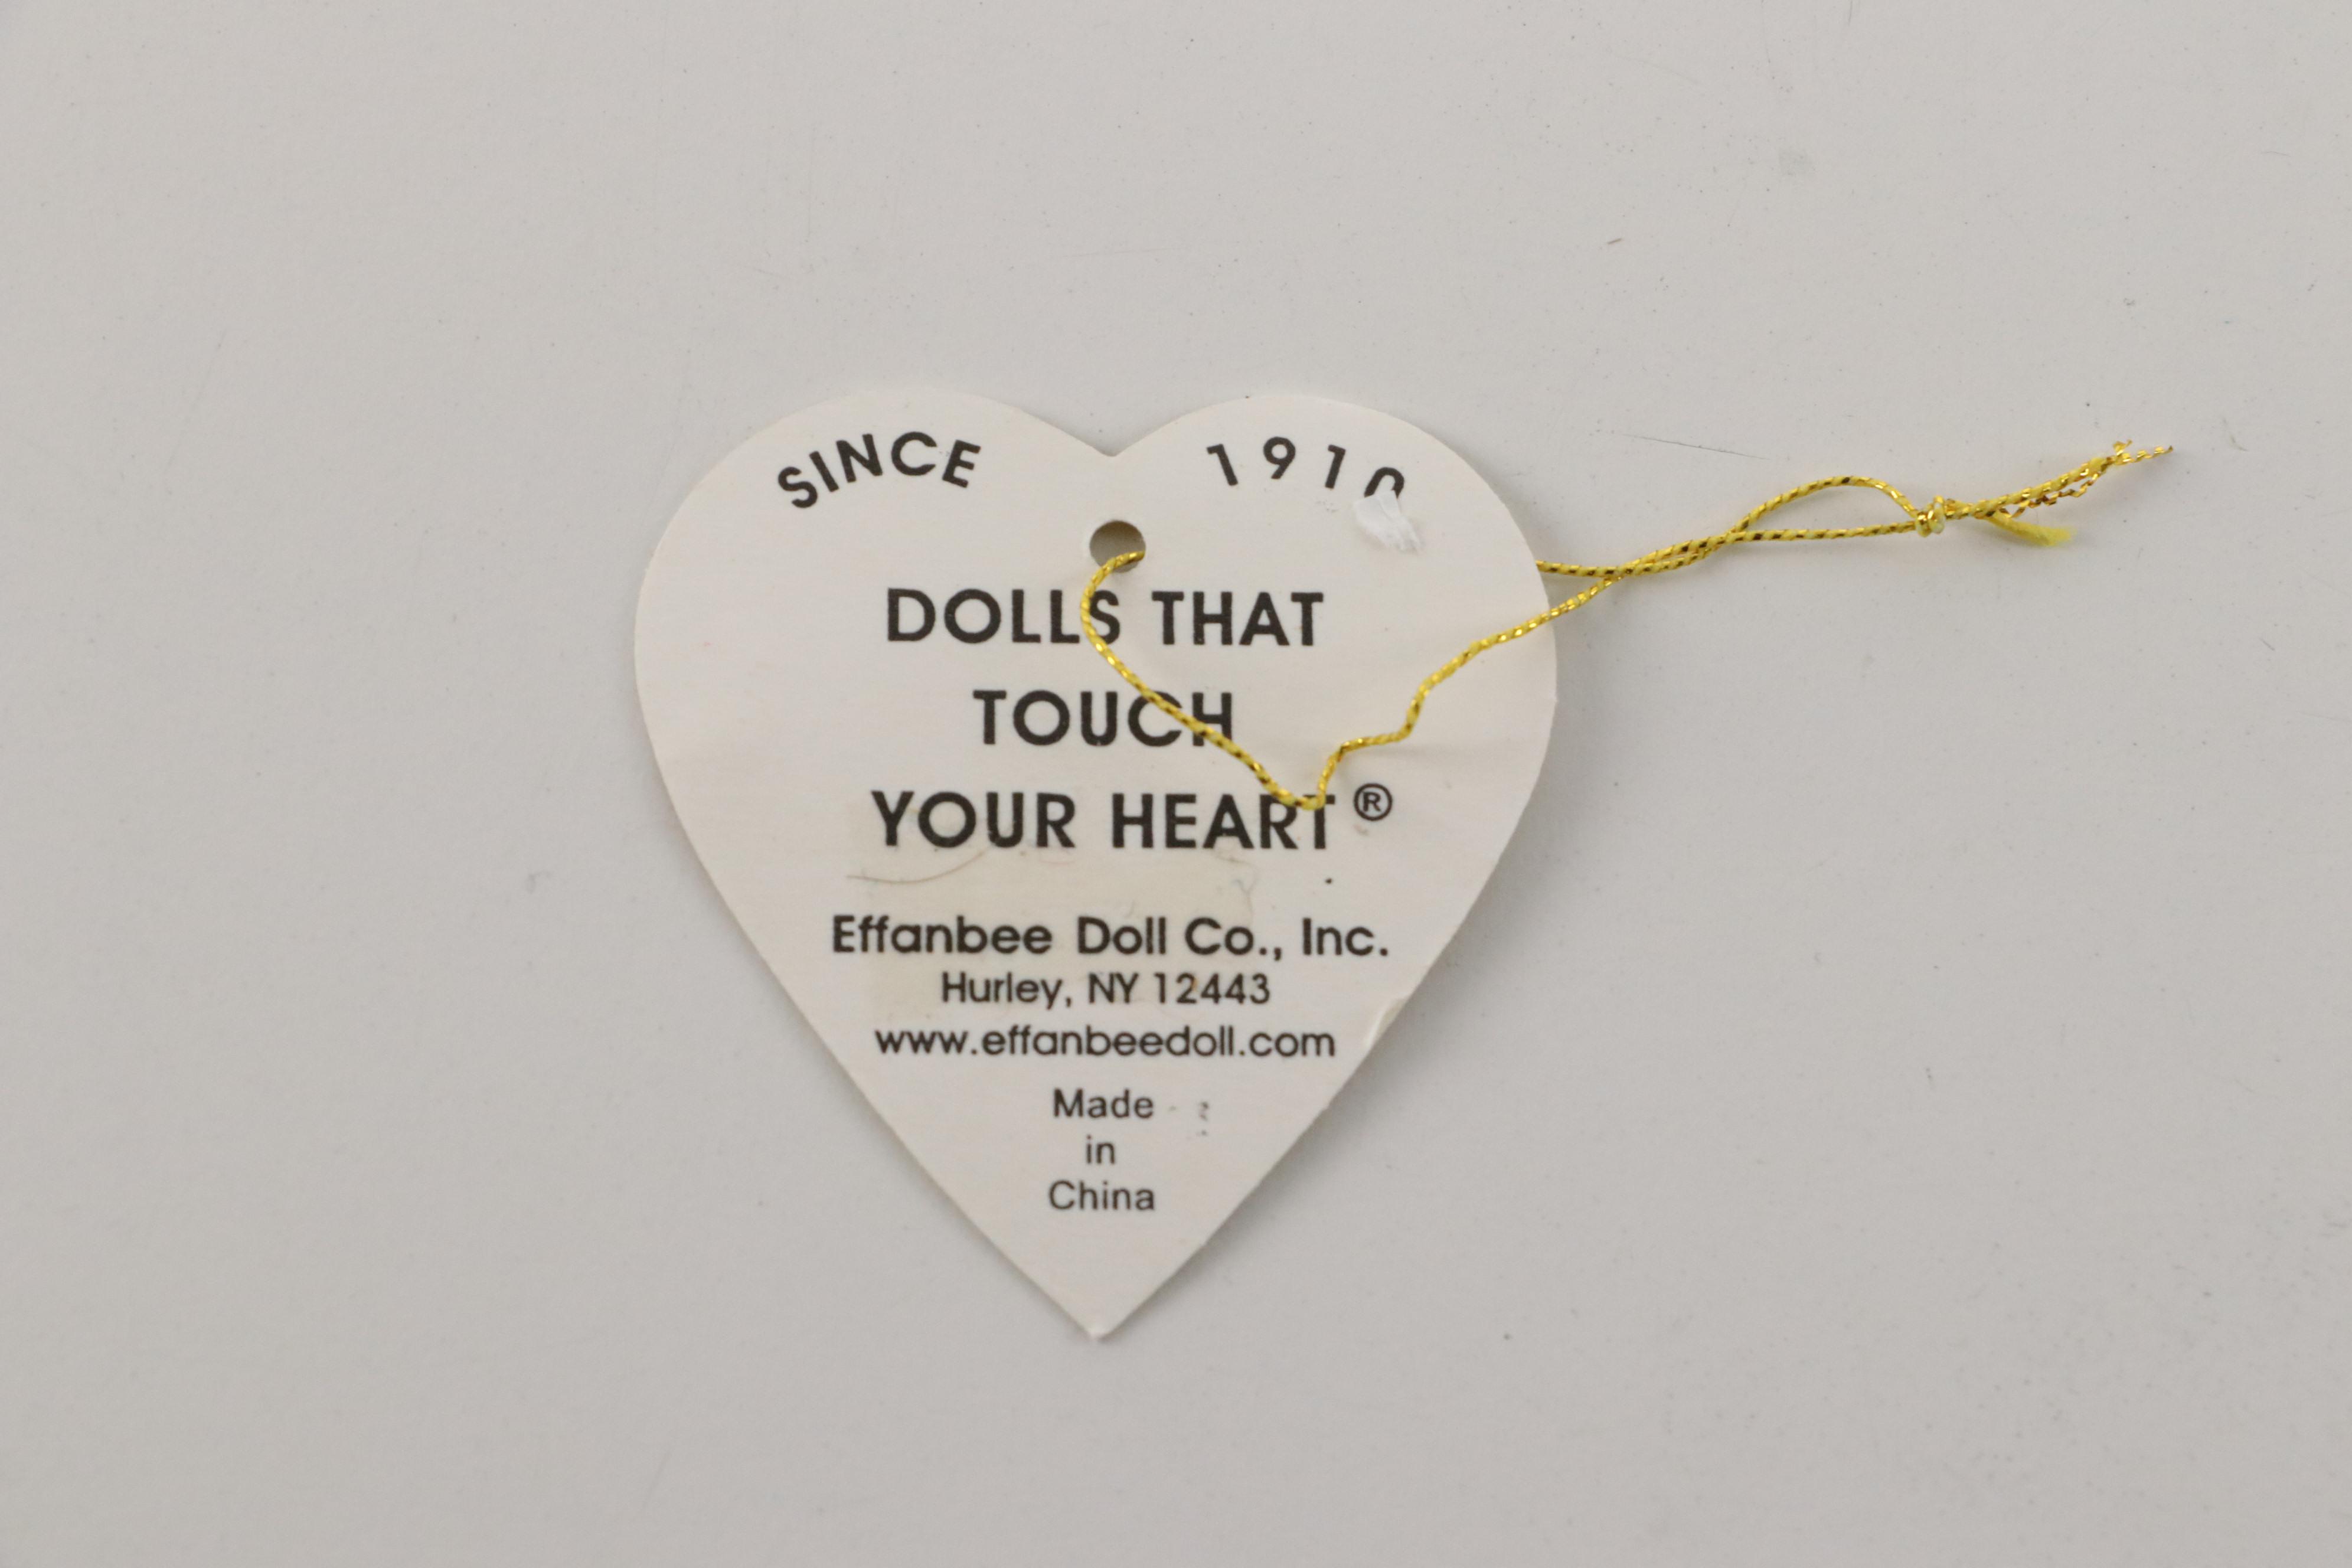 SINCE 1910
DOLLS THAT
TOUCH
YOUR HEART®
Effanbee Doll Co., Inc.
Hurley, NY 12443
www.effanbeedoll.com
Made
in
China